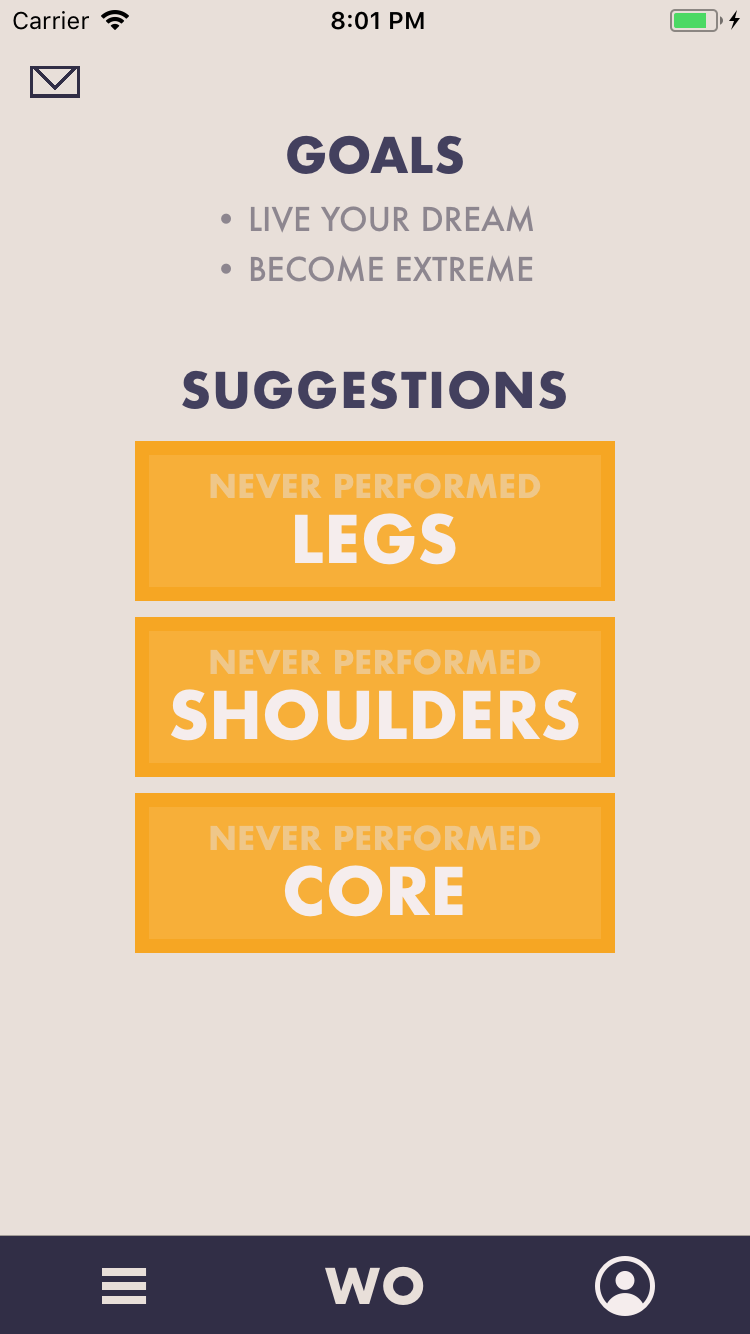 Carrier 8:01 PM
GOALS
• LIVE YOUR DREAM
• BECOME EXTREME
SUGGESTIONS
NEVER PERFORMED
LEGS
NEVER PERFORMED
SHOULDERS
NEVER PERFORMED
CORE
WO